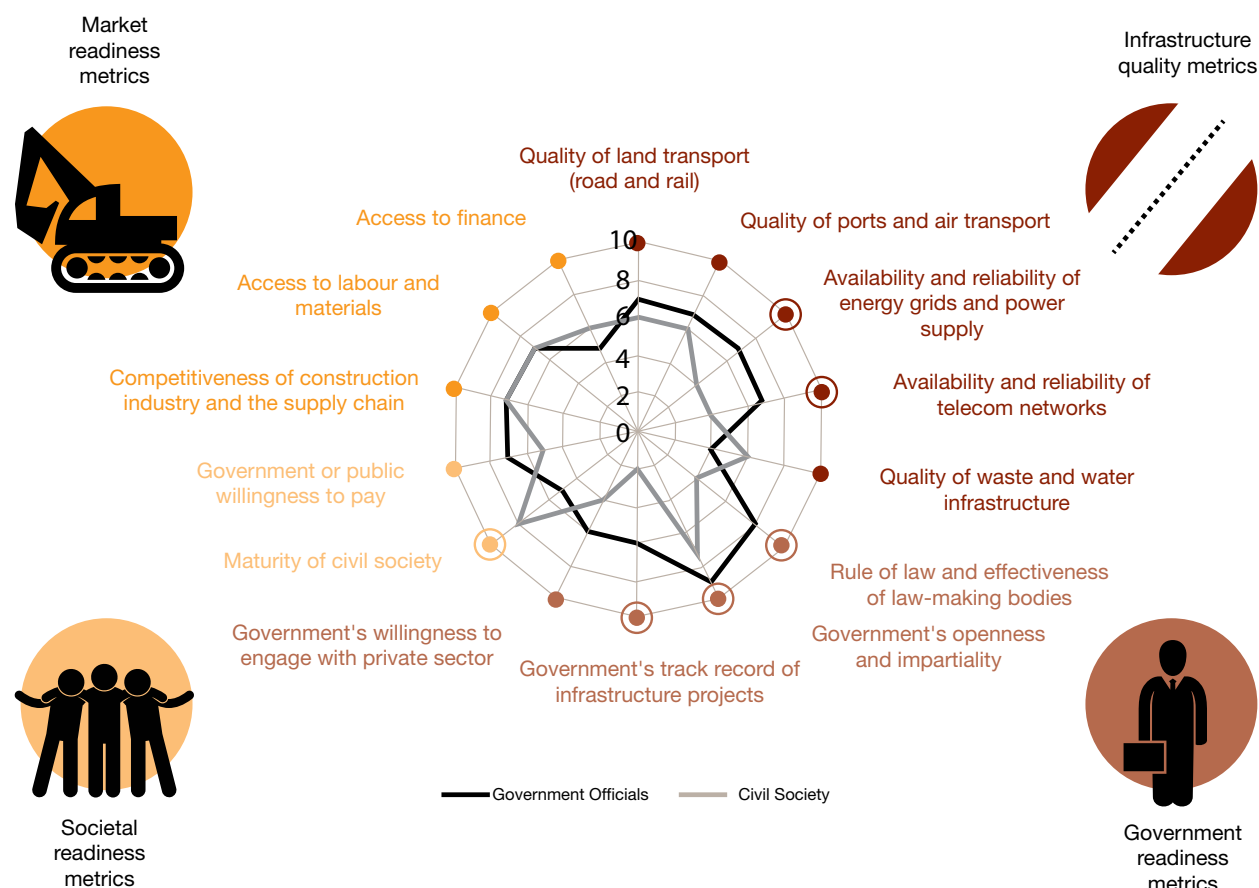 Market
readiness
metrics
Infrastructure
quality metrics
Quality of land transport
(road and rail)
Access to finance
Quality of ports and air transport
Access to labour and
materials
Availability and reliability of
energy grids and power
supply
10
8
6
4
2
0
Competitiveness of construction
industry and the supply chain
Availability and reliability of
telecom networks
Government or public
willingness to pay
Quality of waste and water
infrastructure
Maturity of civil society
Rule of law and effectiveness
of law-making bodies
Government's willingness to
engage with private sector
Government's openness
and impartiality
Government's track record of
infrastructure projects
Government Officials
Civil Society
Societal
readiness
metrics
Government
readiness
metrics